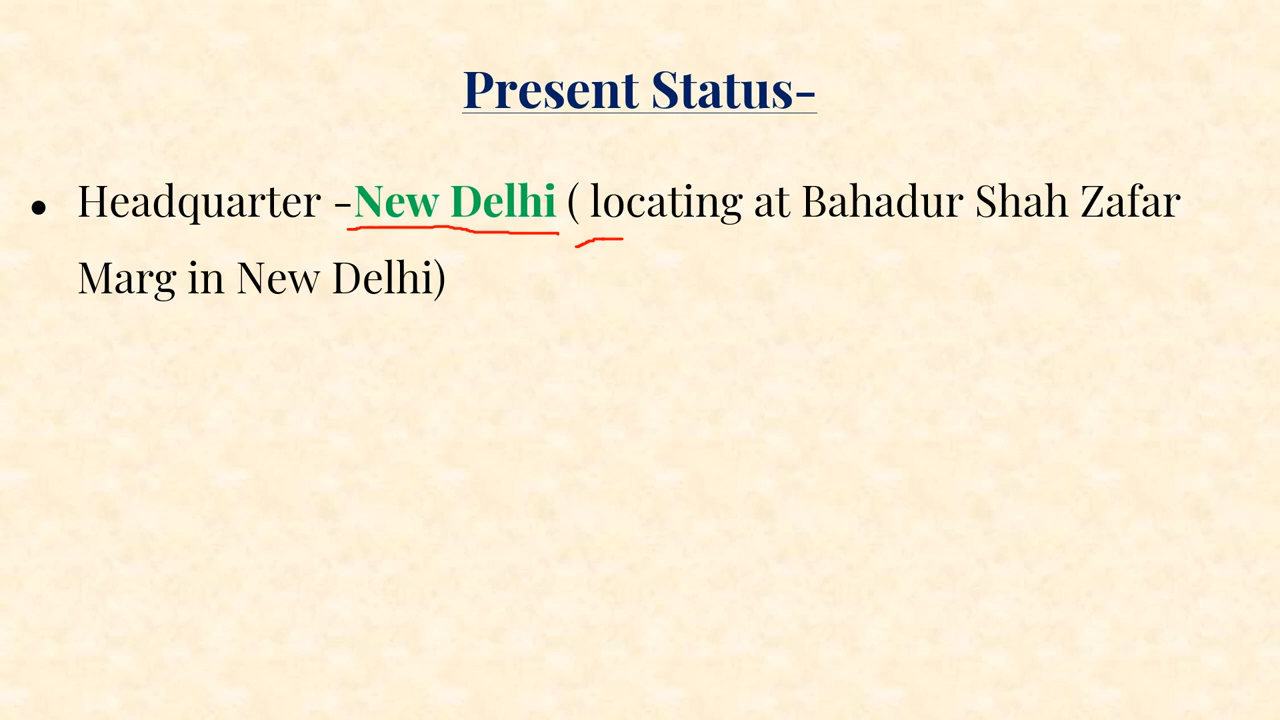 Present Status-
• Headquarter -New Delhi ( locating at Bahadur Shah Zafar
Marg in New Delhi)